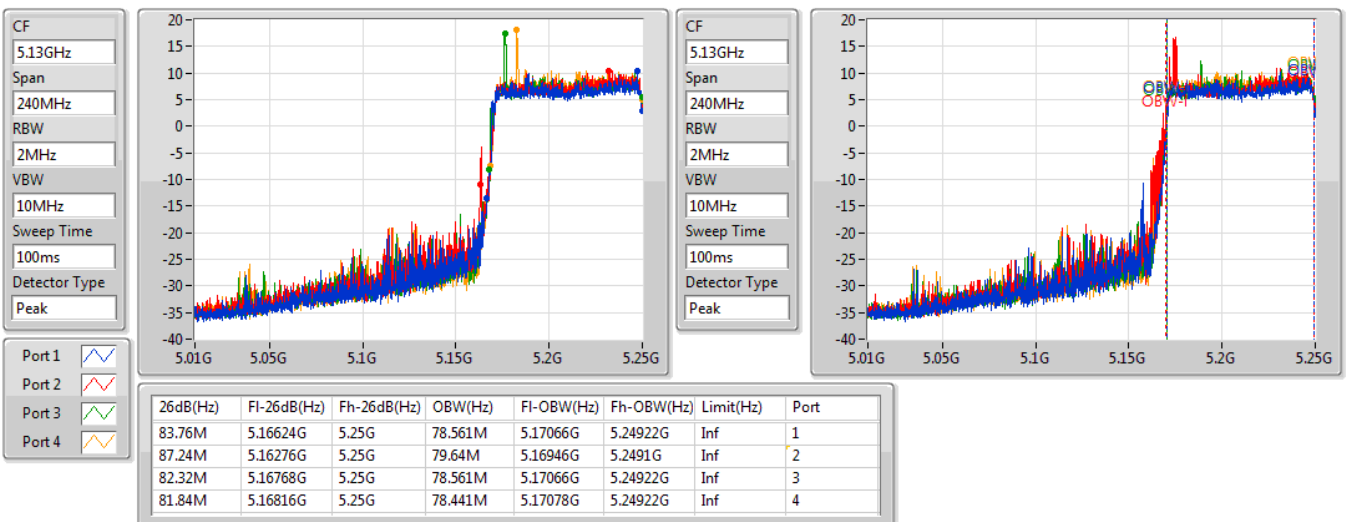 CF
5.13GHz
Span
240MHz
RBW
2MHz
VBW
10MHz
Sweep Time
100ms
Detector Type
Peak
20
15
10
5
0
-5
-10
-15
-20
-25
-30
-35
-40
5.01G 5.05G 5.1G 5.15G 5.2G 5.25G
CF
5.13GHz
Span
240MHz
RBW
2MHz
VBW
10MHz
Sweep Time
100ms
Detector Type
Peak
20
15
10
5
0
-5
-10
-15
-20
-25
-30
-35
-40
OBW-1
5.01G 5.05G 5.1G 5.15G 5.2G 5.25G
Port 1
Port 2
Port 3
Port 4
26dB(Hz) Fl-26dB(Hz) Fh-26dB(Hz) OBW(Hz) Fl-OBW(Hz) Fh-OBW(Hz) Limit(Hz) Port
83.76M 5.16624G 5.25G 78.561M 5.17066G 5.24922G Inf 1
87.24M 5.16276G 5.25G 79.64M 5.16946G 5.2491G Inf 2
82.32M 5.16768G 5.25G 78.561M 5.17066G 5.24922G Inf 3
81.84M 5.16816G 5.25G 78.441M 5.17078G 5.24922G Inf 4